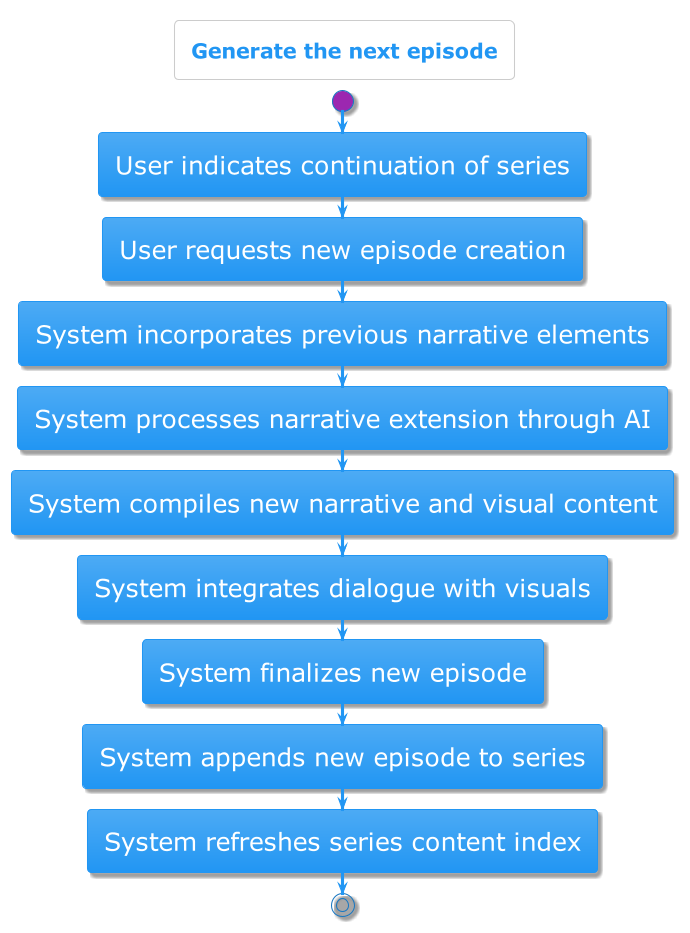 Generate the next episode
User indicates continuation of series
User requests new episode creation
System incorporates previous narrative elements
System processes narrative extension through AI
System compiles new narrative and visual content
System integrates dialogue with visuals
System finalizes new episode
System appends new episode to series
System refreshes series content index